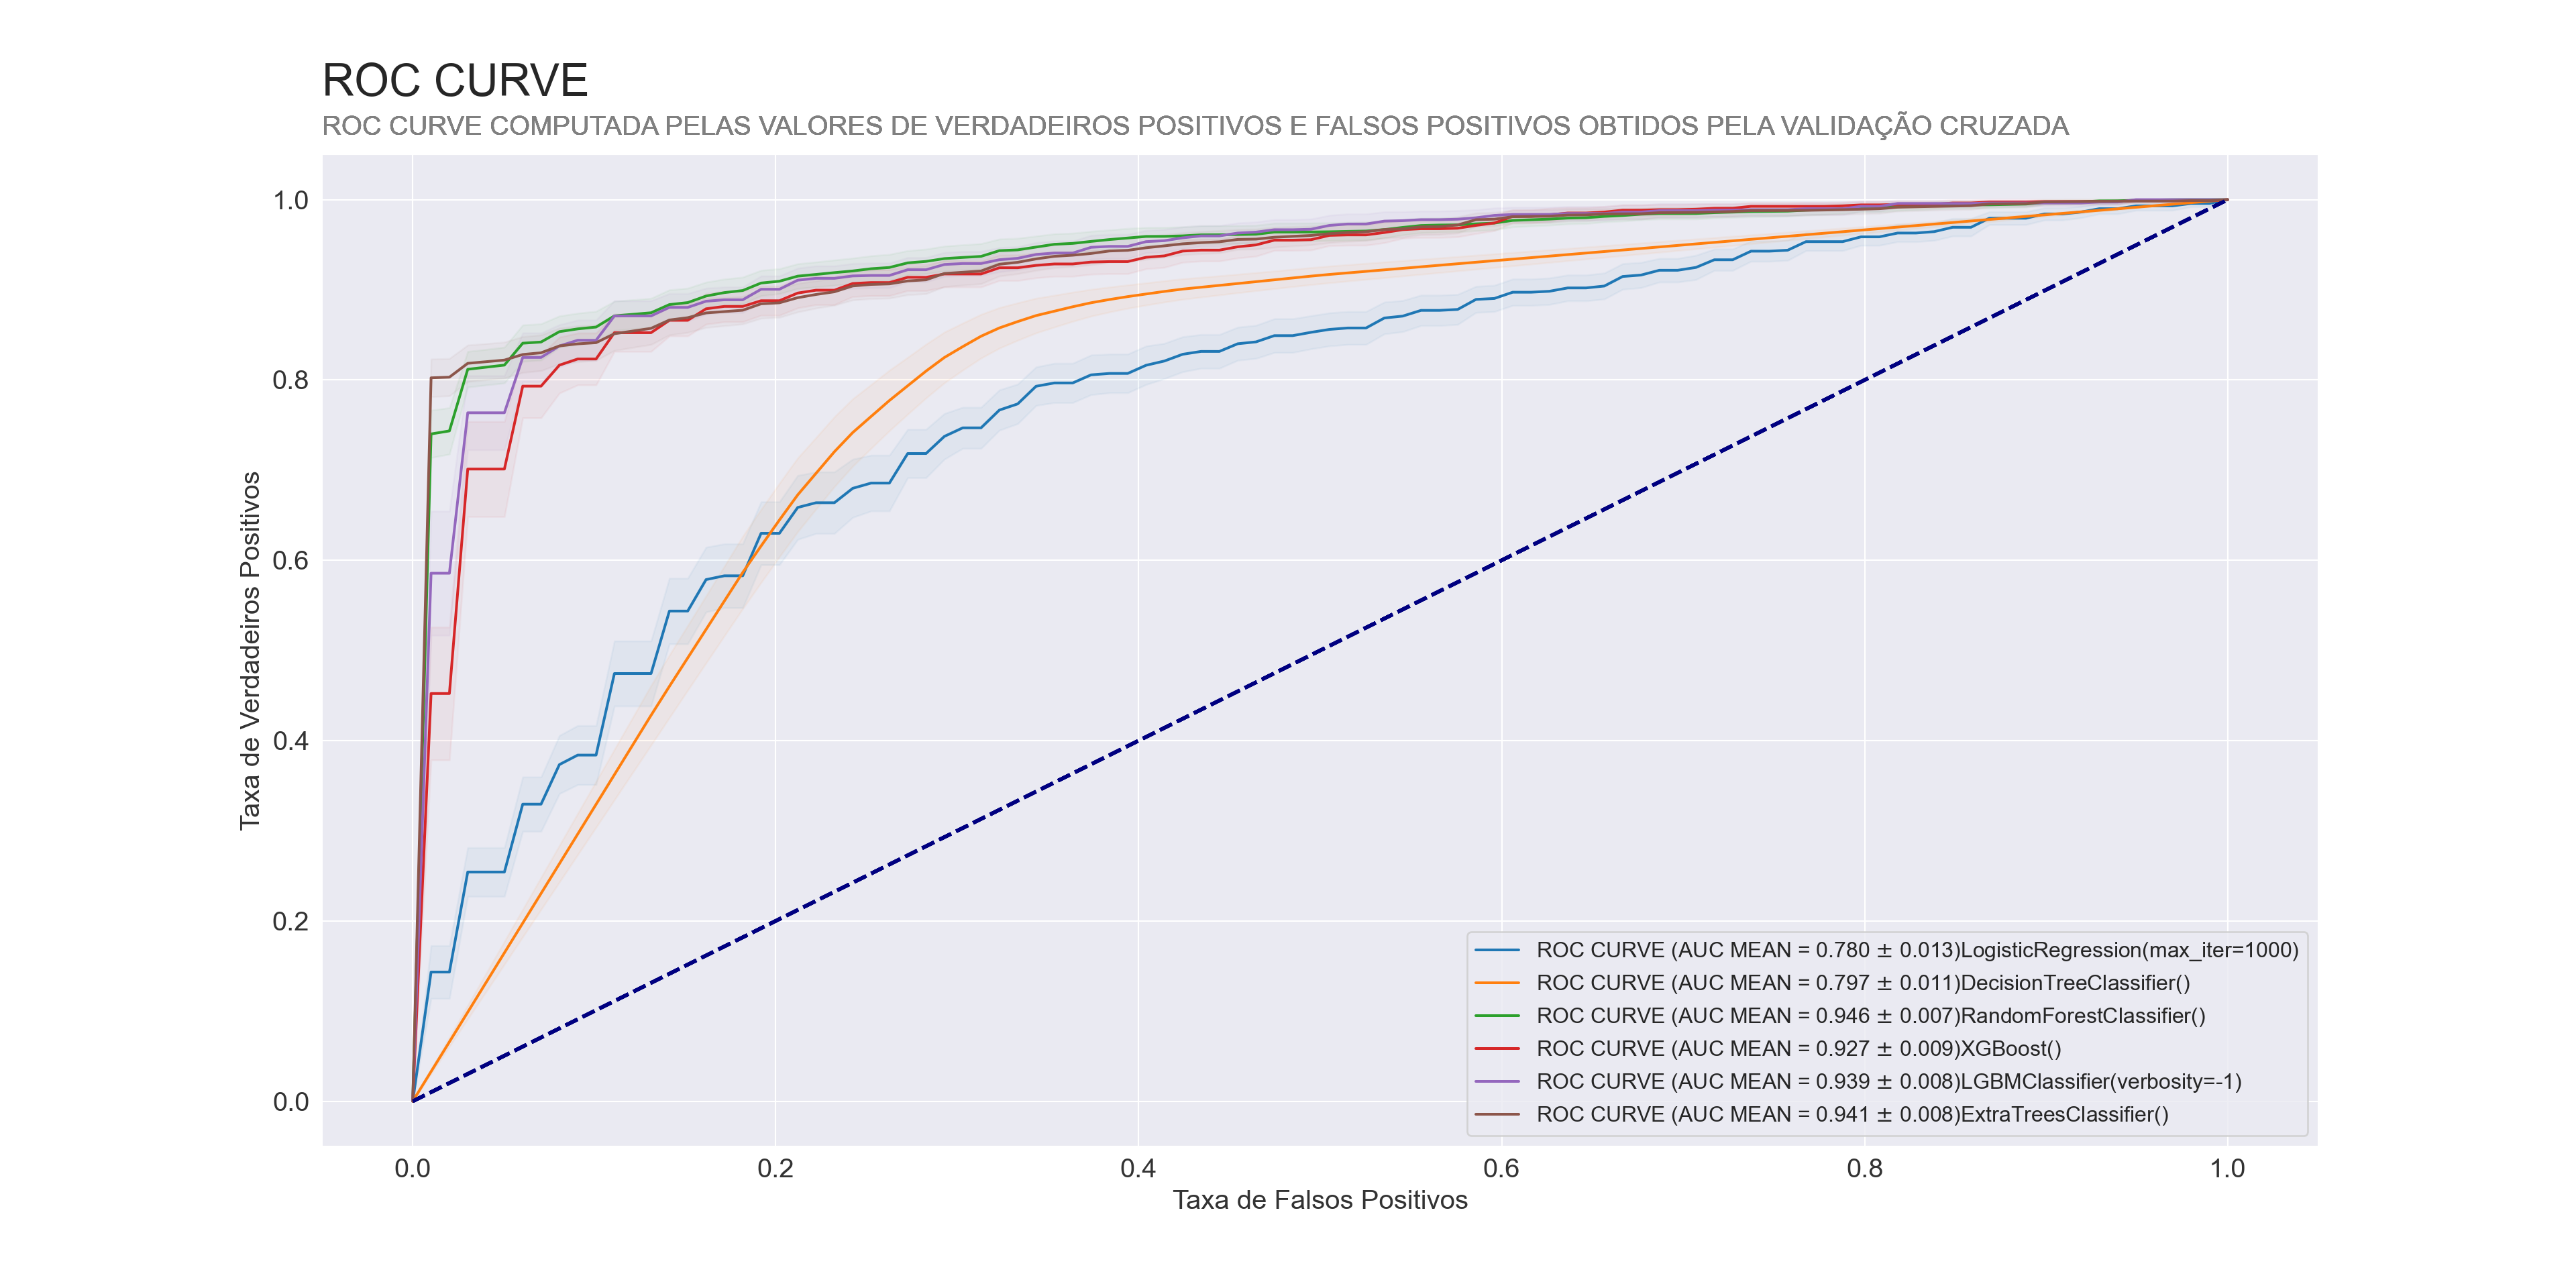 ROC CURVE
ROC CURVE COMPUTADA PELAS VALORES DE VERDADEIROS POSITIVOS E FALSOS POSITIVOS OBTIDOS PELA VALIDAÇÃO CRUZADA
Taxa de Verdadeiros Positivos
1.0
0.8
0.6
0.4
0.2
0.0
ROC CURVE (AUC MEAN = 0.780 ± 0.013)LogisticRegression(max_iter=1000)
ROC CURVE (AUC MEAN = 0.797 ± 0.011)DecisionTreeClassifier()
ROC CURVE (AUC MEAN = 0.946 ± 0.007)RandomForestClassifier()
ROC CURVE (AUC MEAN = 0.927 ± 0.009)XGBoost()
ROC CURVE (AUC MEAN = 0.939 ± 0.008)LGBMClassifier(verbosity=-1)
ROC CURVE (AUC MEAN = 0.941 ± 0.008)ExtraTreesClassifier()
0.0 0.2 0.4 0.6 0.8 1.0
Taxa de Falsos Positivos